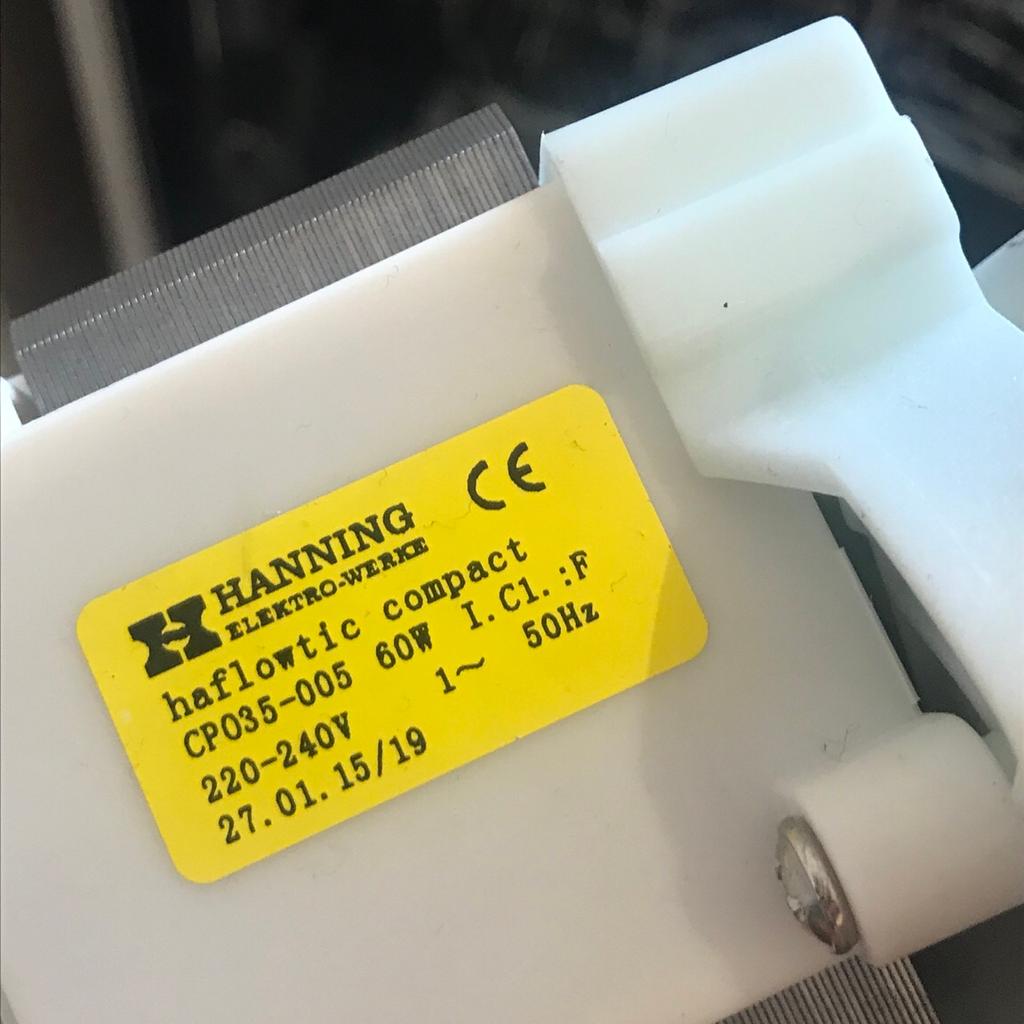 HANNING
ELEKTRO-WERKE
CE
haflowtic compact
CP035-005 60W I.Cl.:F
220-240V 1~ 50Hz
27.01.15/19